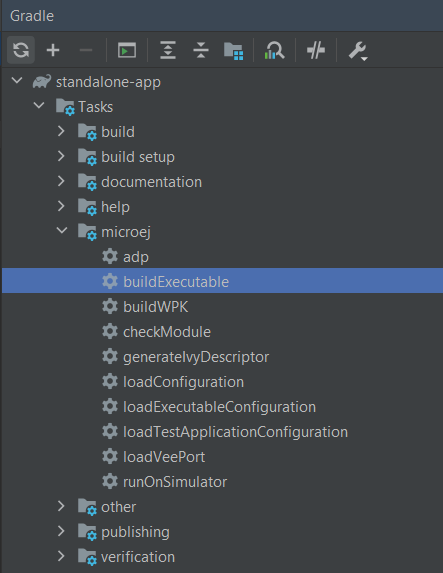 Gradle
standalone-app
Tasks
build
build setup
documentation
help
microej
adp
buildExecutable
buildWPK
checkModule
generateIvyDescriptor
loadConfiguration
loadExecutableConfiguration
loadTestApplicationConfiguration
loadVeePort
runOnSimulator
other
publishing
verification